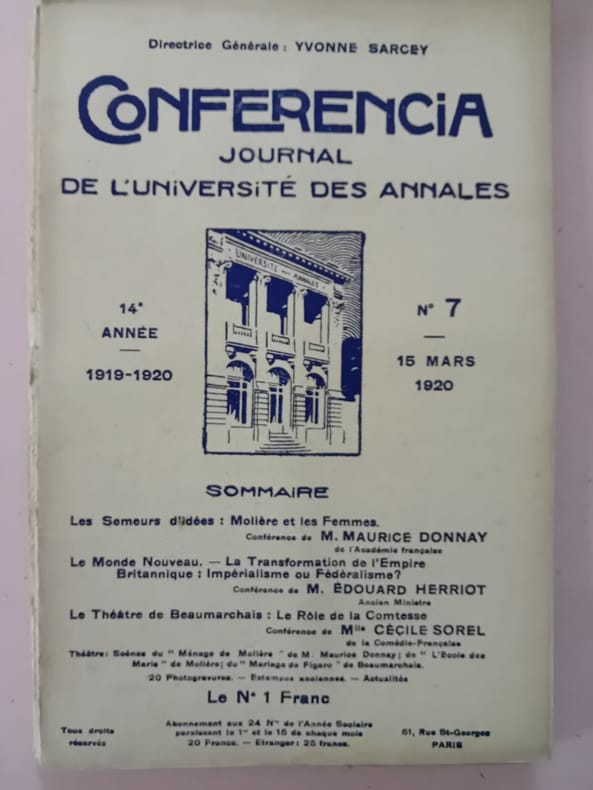 Directrice Générale : YVONNE SARCEY
CONFERENCIA
JOURNAL
DE L'UNIVERSITÉ DES ANNALES
UNIVERSITÉ DES ANNALES
14e
ANNÉE
1919-1920
N° 7
15 MARS
1920
SOMMAIRE
Les Semeurs d'idées : Molière et les Femmes.
Conférence de M. MAURICE DONNAY
de l'Académie française
Le Monde Nouveau. — La Transformation de l'Empire
Britannique : Impérialisme ou Fédéralisme?
Conférence de M. ÉDOUARD HERRIOT
Ancien Ministre
Le Théâtre de Beaumarchais : Le Rôle de la Comtesse
Conférence de Mlle CÉCILE SOREL
de la Comédie-Française
Théâtre: Scènes du "Ménage de Molière" de M. Maurice Donnay; de "L'Ecole des
Maris" de Molière; du "Mariage de Figaro" de Beaumarchais.
20 Photogravures. — Estampes anciennes. — Actualités
Le N° 1 Franc
Tous droits
réservés
Abonnement aux 24 Nos de l'Année Scolaire
paraissant le 1er et le 15 de chaque mois
20 Francs. — Etranger: 25 francs.
51, Rue St-Georges
PARIS